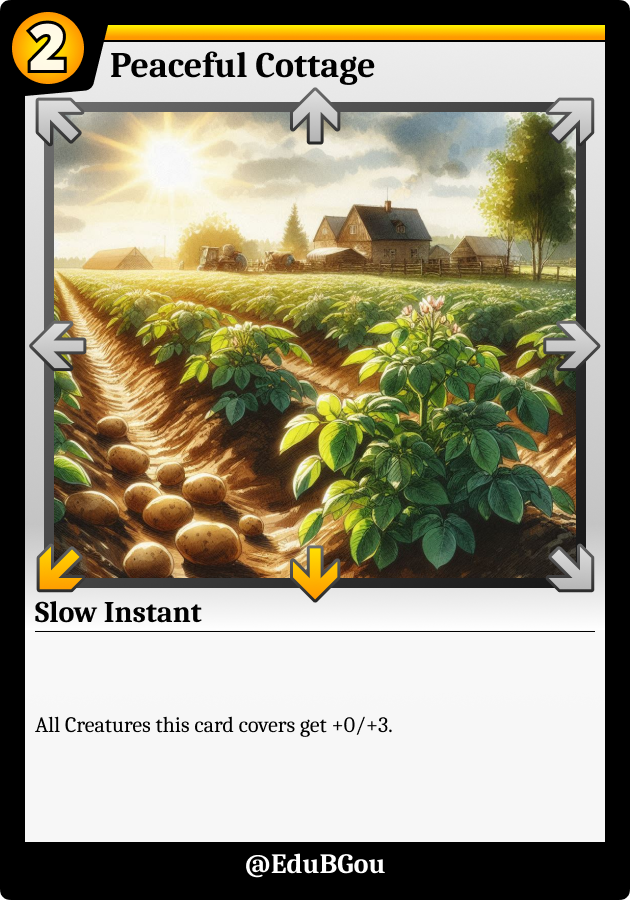 2
Peaceful Cottage
Slow Instant
All Creatures this card covers get +0/+3.
@EduBGou